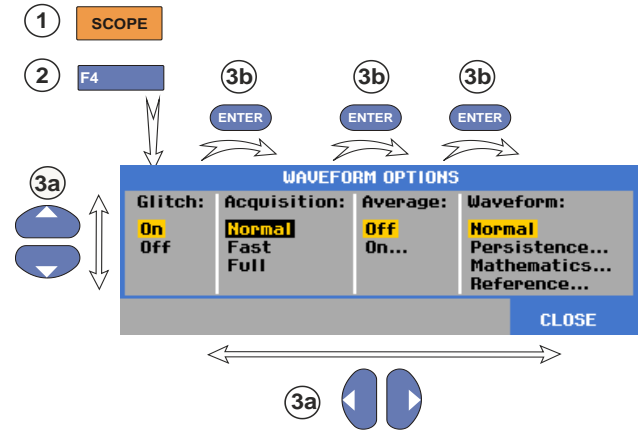 1 SCOPE
2 F4
3b 3b 3b
ENTER ENTER ENTER
3a
WAVEFORM OPTIONS
Glitch: Acquisition: Average: Waveform:
On Normal Off Normal
Off Fast On... Persistence...
Full Mathematics...
Reference...
CLOSE
3a